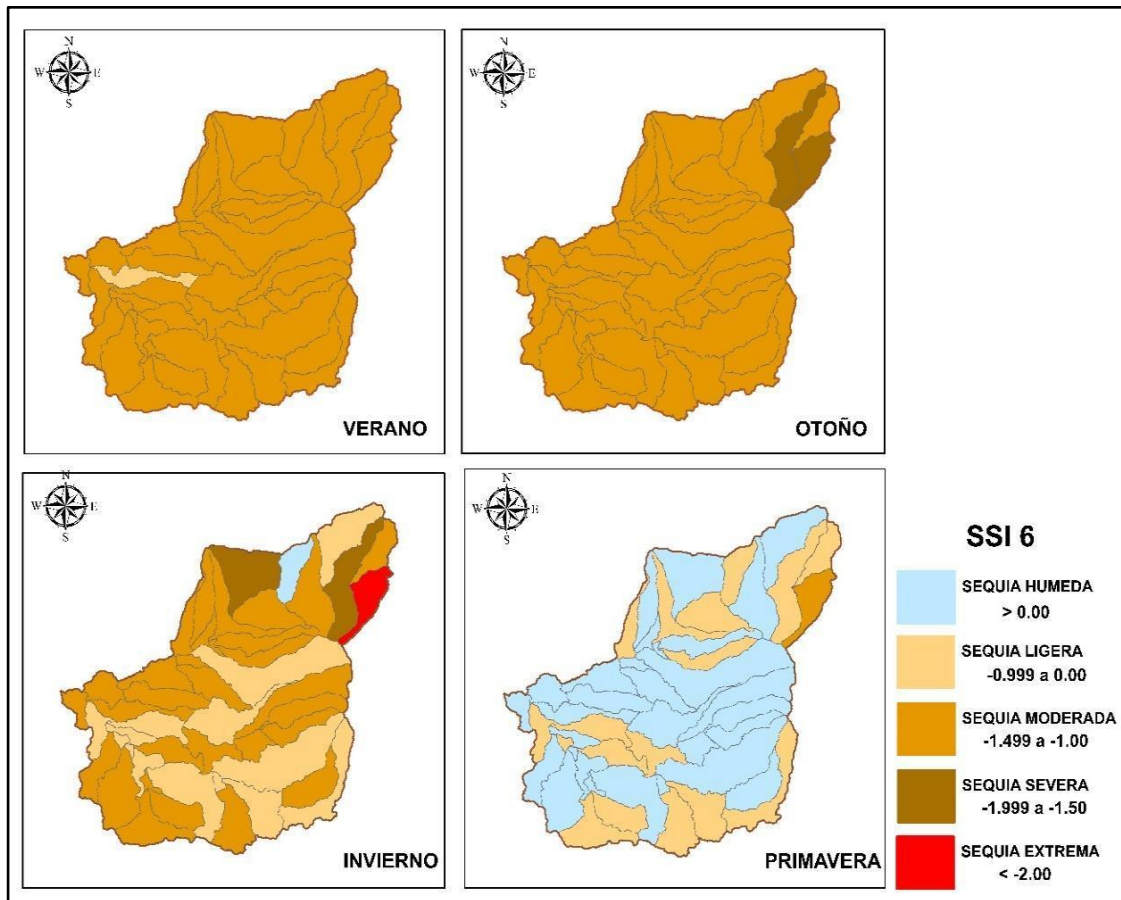 N
W E
S
VERANO
N
W E
S
OTOÑO
N
W E
S
INVIERNO
N
W E
S
PRIMAVERA
SSI 6
SEQUIA HUMEDA
> 0.00
SEQUIA LIGERA
-0.999 a 0.00
SEQUIA MODERADA
-1.499 a -1.00
SEQUIA SEVERA
-1.999 a -1.50
SEQUIA EXTREMA
< -2.00